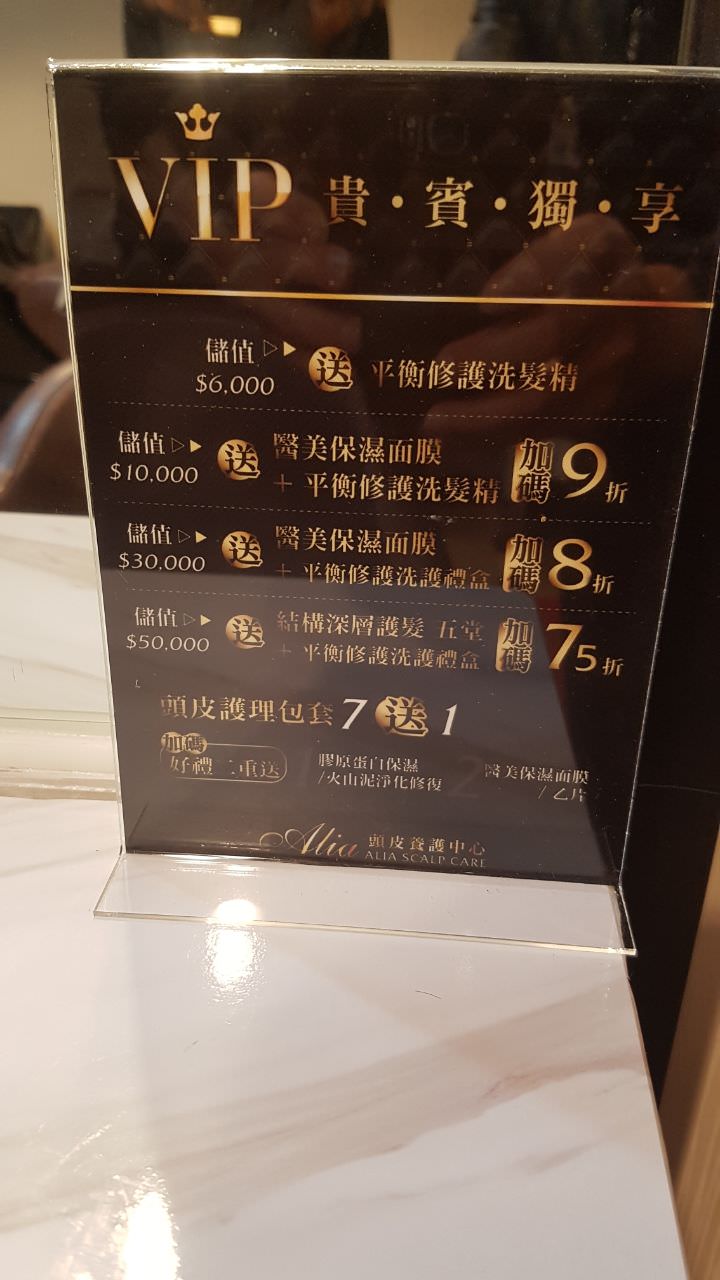 VIP 貴・賓・獨・享
儲值 ▷▶ 送 平衡修護洗髮精
$6,000
儲值 ▷▶ 送 醫美保濕面膜 加碼 9折
$10,000 + 平衡修護洗髮精
儲值 ▷▶ 送 醫美保濕面膜 加碼 8折
$30,000 + 平衡修護洗護禮盒
儲值 ▷▶ 送 結構深層護髮 五堂 加碼 75折
$50,000 + 平衡修護洗護禮盒
頭皮護理包套 7 送 1
加碼
好禮二重送
1 膠原蛋白保濕
/火山泥淨化修復
2 醫美保濕面膜
/乙片
Alia 頭皮養護中心
ALIA SCALP CARE